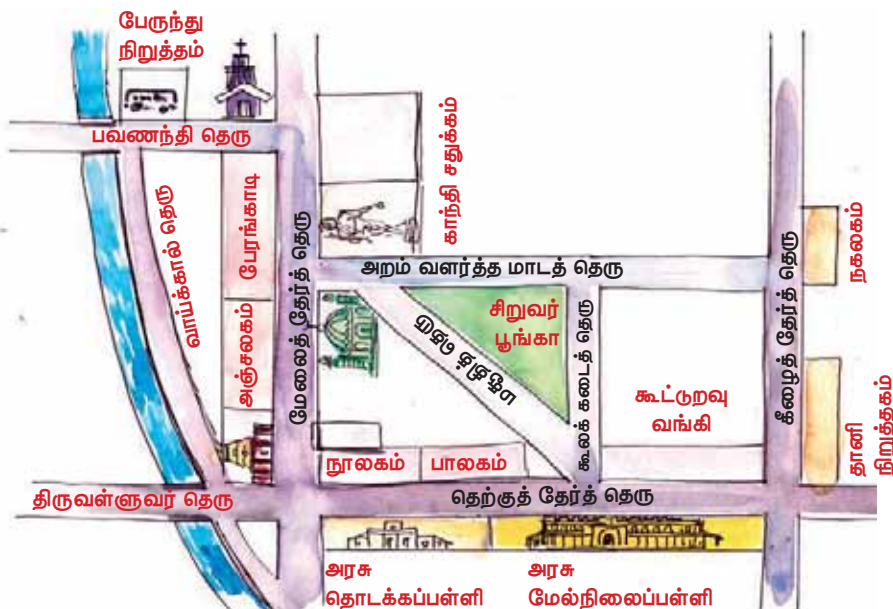 பேருந்து
நிறுத்தம்
பவணந்தி தெரு
காந்தி சதுக்கம்
வாய்க்கால் தெரு
பேரங்காடி
மேலைத் தேர்த் தெரு
அறம் வளர்த்த மாடத் தெரு
நகலகம்
கீழைத் தேர்த் தெரு
அஞ்சலகம்
மசூதித் தெரு
சிறுவர்
பூங்கா
கூலக் கடைத் தெரு
கூட்டுறவு
வங்கி
தானி
நிறுத்தகம்
நூலகம்
பாலகம்
திருவள்ளுவர் தெரு
தெற்குத் தேர்த் தெரு
அரசு
தொடக்கப்பள்ளி
அரசு
மேல்நிலைப்பள்ளி